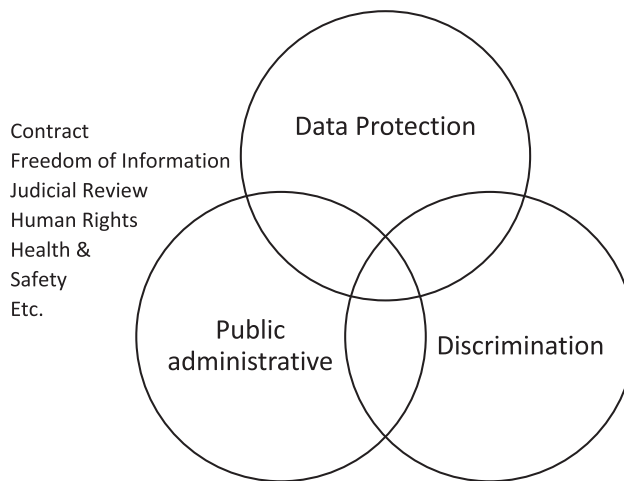 Data Protection
Contract
Freedom of Information
Judicial Review
Human Rights
Health &
Safety
Etc.
Public
administrative
Discrimination